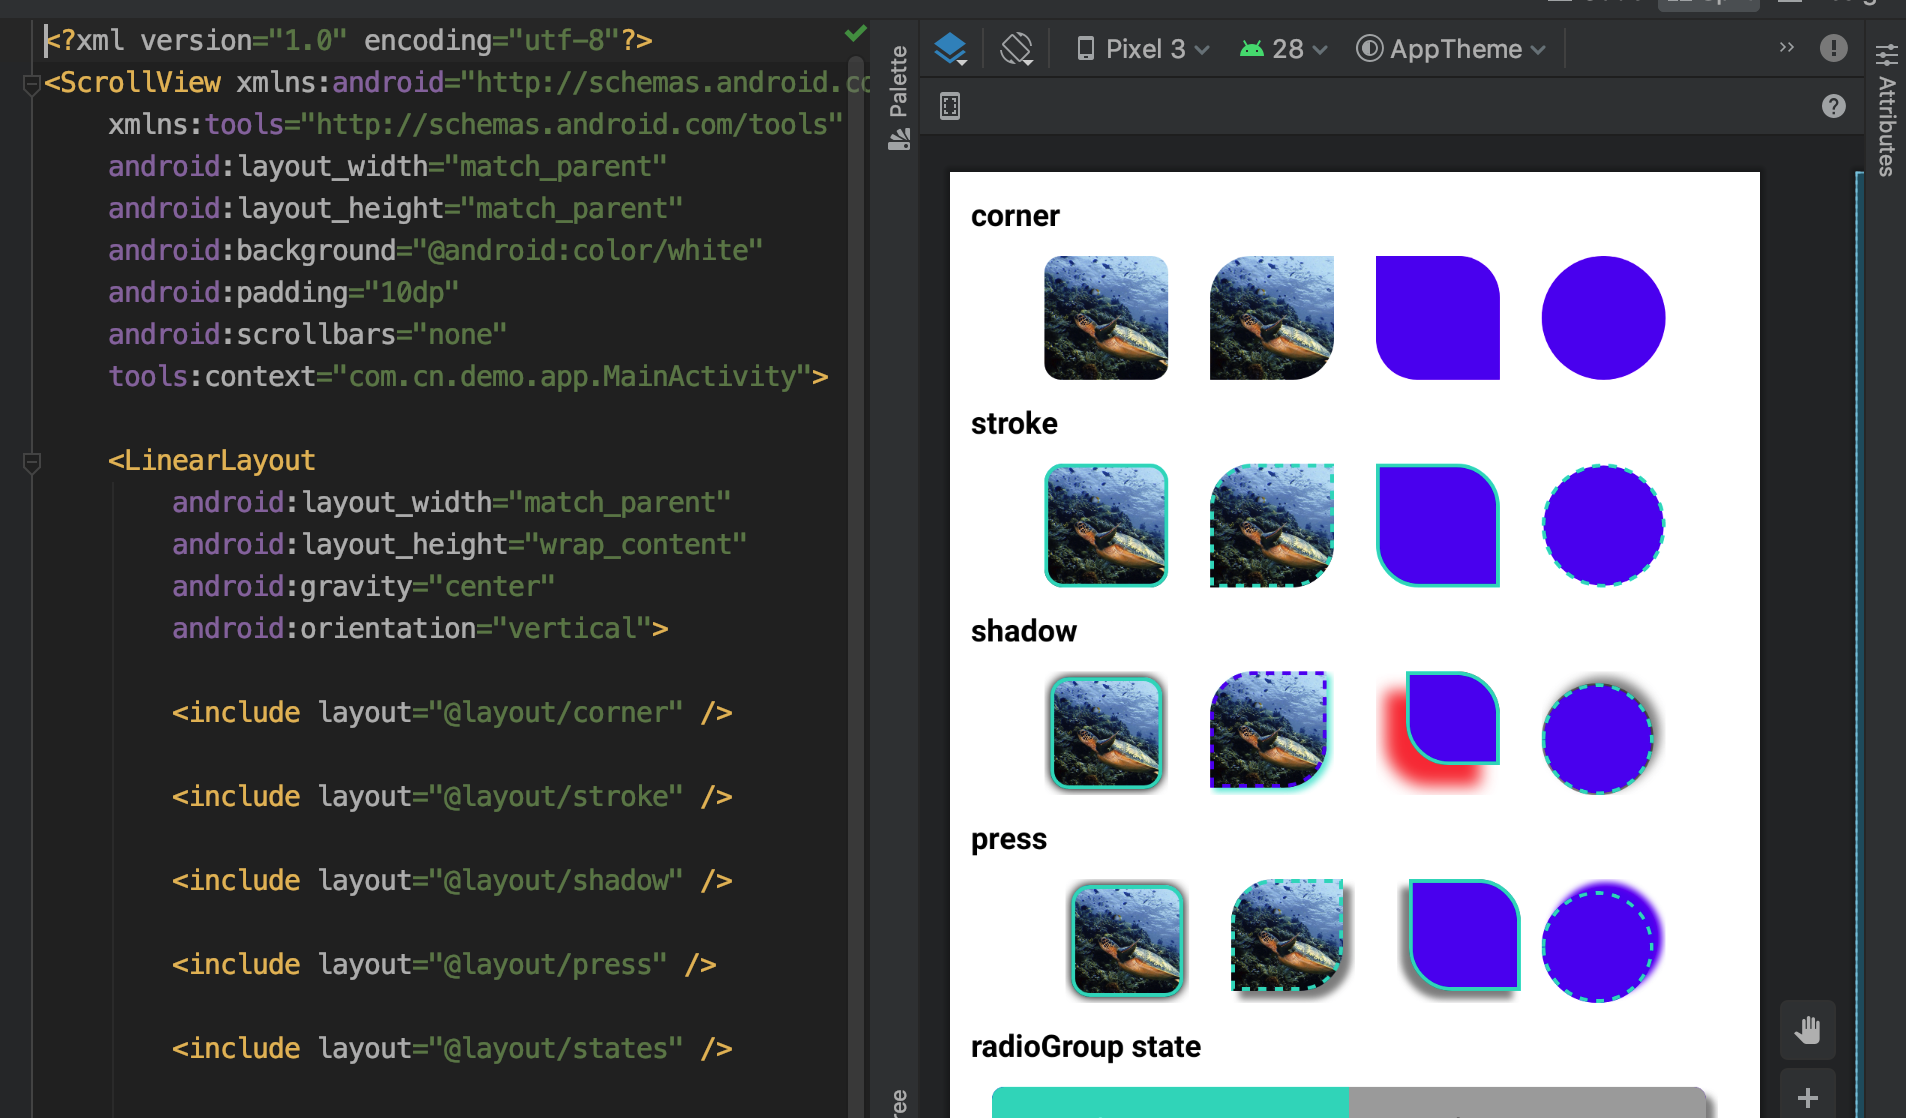 <?xml version="1.0" encoding="utf-8"?>
<ScrollView xmlns:android="http://schemas.android.co
xmlns:tools="http://schemas.android.com/tools"
android:layout_width="match_parent"
android:layout_height="match_parent"
android:background="@android:color/white"
android:padding="10dp"
android:scrollbars="none"
tools:context="com.cn.demo.app.MainActivity">
<LinearLayout
android:layout_width="match_parent"
android:layout_height="wrap_content"
android:gravity="center"
android:orientation="vertical">
<include layout="@layout/corner" />
<include layout="@layout/stroke" />
<include layout="@layout/shadow" />
<include layout="@layout/press" />
<include layout="@layout/states" />
Palette
Pixel 3 28 AppTheme
Attributes
corner
stroke
shadow
press
radioGroup state